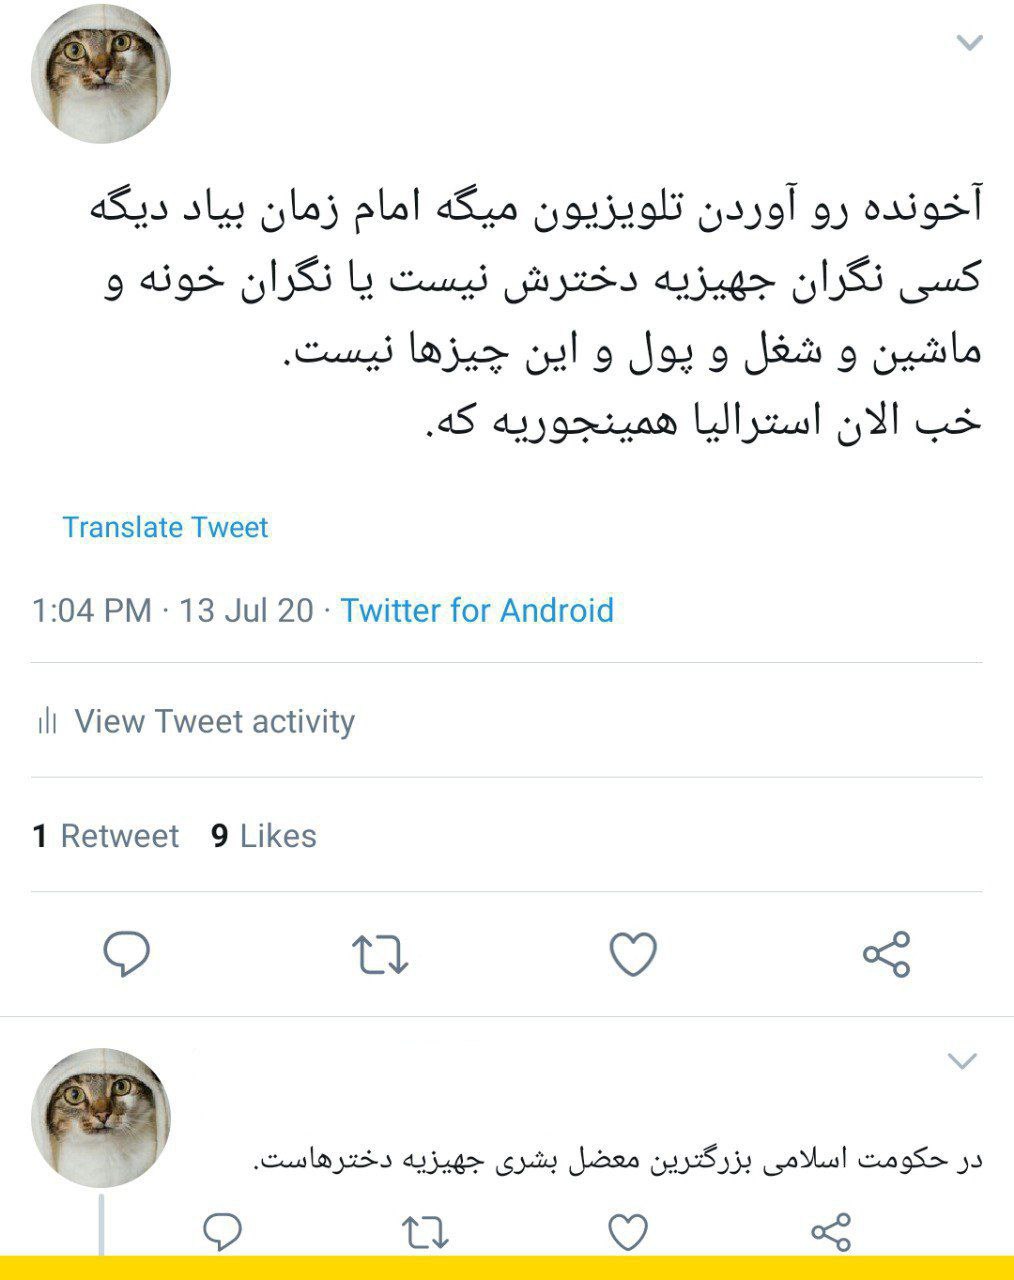 آخونده رو آوردن تلویزیون میگه امام زمان بیاد دیگه
کسی نگران جهیزیه دخترش نیست یا نگران خونه و
ماشین و شغل و پول و این چیزها نیست.
خب الان استرالیا همینجوریه که.
Translate Tweet
1:04 PM · 13 Jul 20 · Twitter for Android
View Tweet activity
1 Retweet 9 Likes
در حکومت اسلامی بزرگترین معضل بشری جهیزیه دخترهاست.